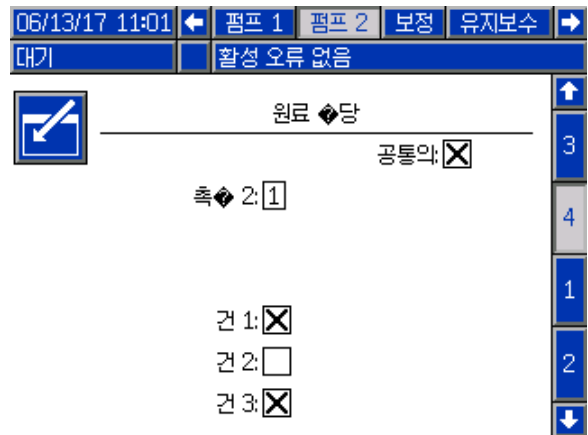 06/13/17 11:01 펌프 1 펌프 2 보정 유지보수
대기 활성 오류 없음
원료 �당
공통의:
3
촉� 2: 1
4
1
건 1:
건 2:
2
건 3: